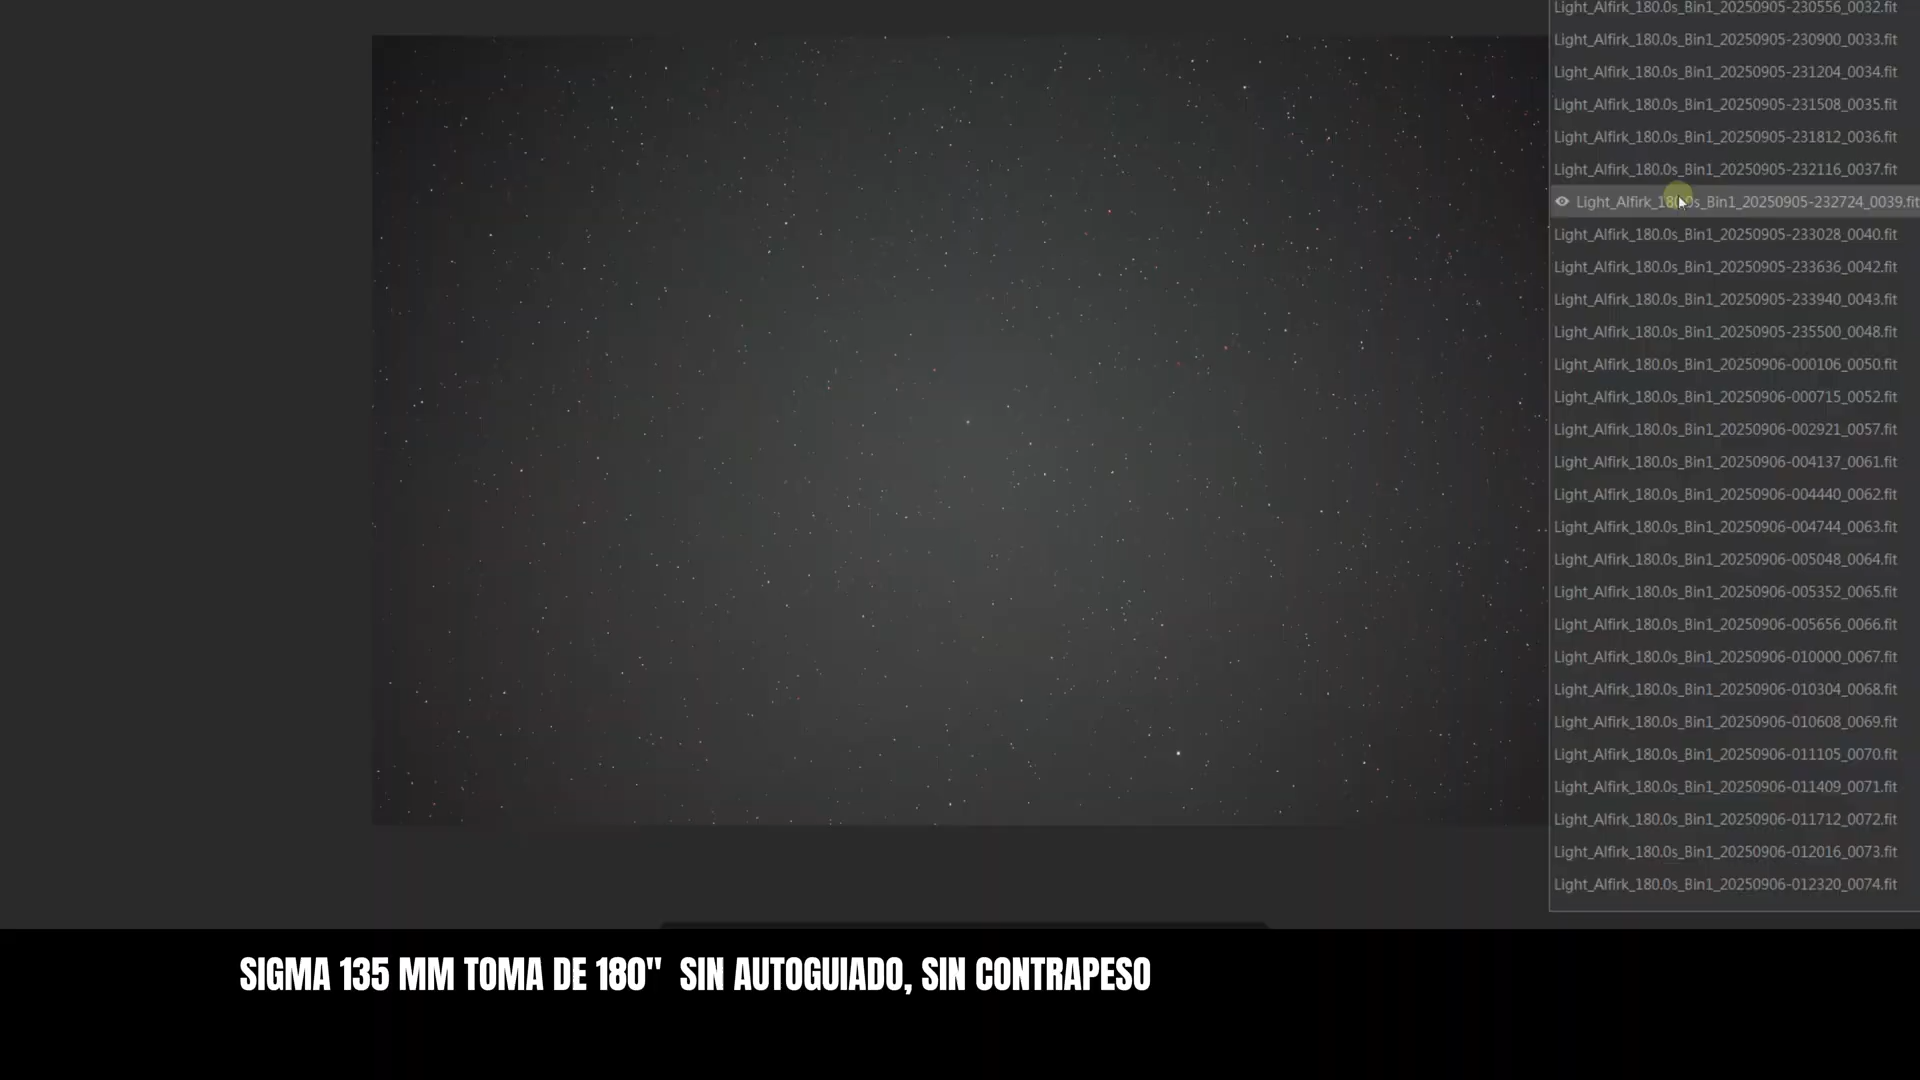 Light_Alfirk_180.0s_Bin1_20250905-230556_0032.fit
Light_Alfirk_180.0s_Bin1_20250905-230900_0033.fit
Light_Alfirk_180.0s_Bin1_20250905-231204_0034.fit
Light_Alfirk_180.0s_Bin1_20250905-231508_0035.fit
Light_Alfirk_180.0s_Bin1_20250905-231812_0036.fit
Light_Alfirk_180.0s_Bin1_20250905-232116_0037.fit
Light_Alfirk_180.0s_Bin1_20250905-232724_0039.fit
Light_Alfirk_180.0s_Bin1_20250905-233028_0040.fit
Light_Alfirk_180.0s_Bin1_20250905-233636_0042.fit
Light_Alfirk_180.0s_Bin1_20250905-233940_0043.fit
Light_Alfirk_180.0s_Bin1_20250905-235500_0048.fit
Light_Alfirk_180.0s_Bin1_20250906-000106_0050.fit
Light_Alfirk_180.0s_Bin1_20250906-000715_0052.fit
Light_Alfirk_180.0s_Bin1_20250906-002921_0057.fit
Light_Alfirk_180.0s_Bin1_20250906-004137_0061.fit
Light_Alfirk_180.0s_Bin1_20250906-004440_0062.fit
Light_Alfirk_180.0s_Bin1_20250906-004744_0063.fit
Light_Alfirk_180.0s_Bin1_20250906-005048_0064.fit
Light_Alfirk_180.0s_Bin1_20250906-005352_0065.fit
Light_Alfirk_180.0s_Bin1_20250906-005656_0066.fit
Light_Alfirk_180.0s_Bin1_20250906-010000_0067.fit
Light_Alfirk_180.0s_Bin1_20250906-010304_0068.fit
Light_Alfirk_180.0s_Bin1_20250906-010608_0069.fit
Light_Alfirk_180.0s_Bin1_20250906-011105_0070.fit
Light_Alfirk_180.0s_Bin1_20250906-011409_0071.fit
Light_Alfirk_180.0s_Bin1_20250906-011712_0072.fit
Light_Alfirk_180.0s_Bin1_20250906-012016_0073.fit
Light_Alfirk_180.0s_Bin1_20250906-012320_0074.fit
SIGMA 135 MM TOMA DE 180" SIN AUTOGUIADO, SIN CONTRAPESO